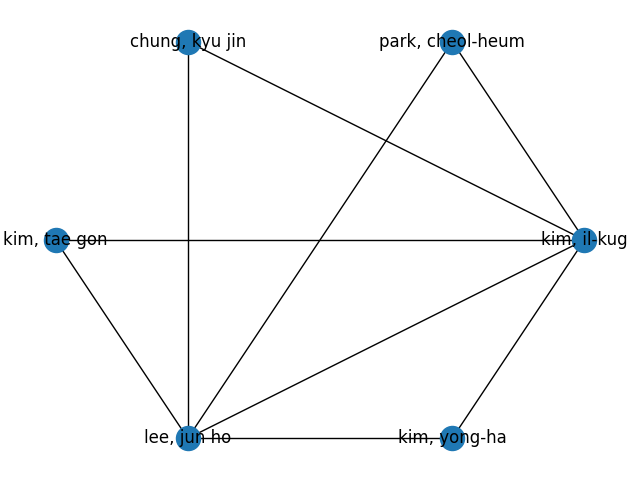 chung, kyu jin
park, cheol-heum
kim, tae gon
kim, il-kug
lee, jun ho
kim, yong-ha